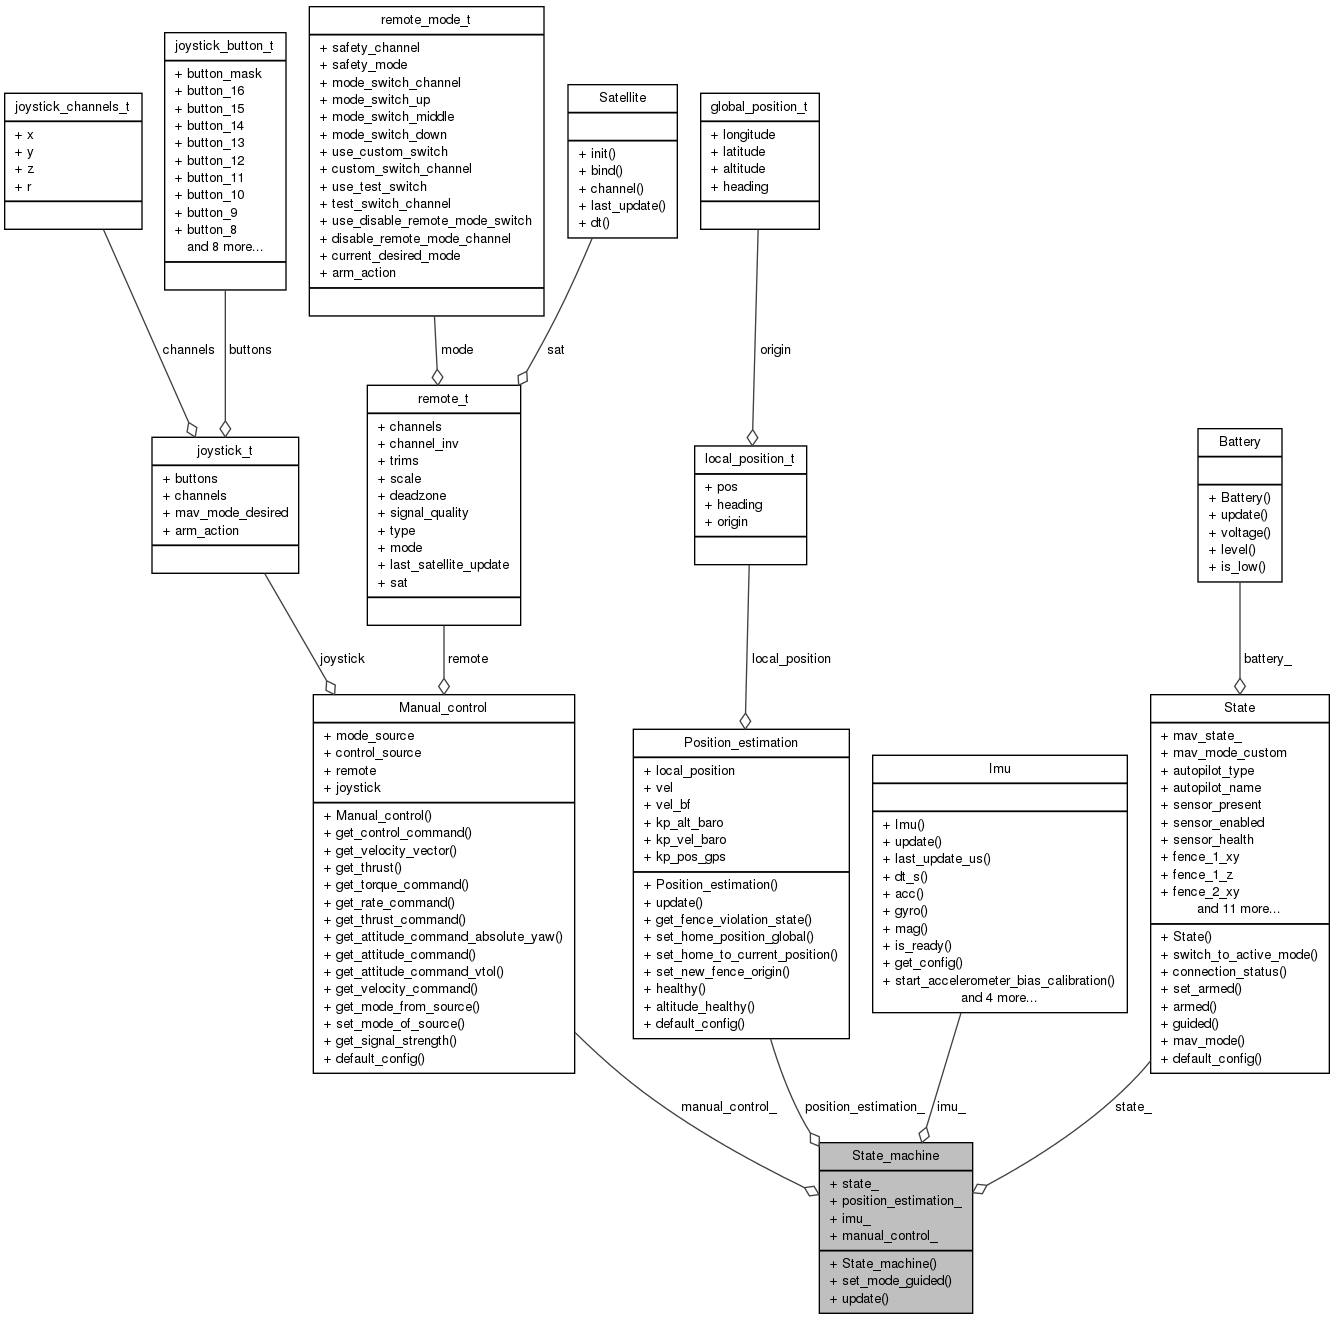 remote_mode_t
+ safety_channel
+ safety_mode
+ mode_switch_channel
+ mode_switch_up
+ mode_switch_middle
+ mode_switch_down
+ use_custom_switch
+ custom_switch_channel
+ use_test_switch
+ test_switch_channel
+ use_disable_remote_mode_switch
+ disable_remote_mode_channel
+ current_desired_mode
+ arm_action
joystick_button_t
+ button_mask
+ button_16
+ button_15
+ button_14
+ button_13
+ button_12
+ button_11
+ button_10
+ button_9
+ button_8
and 8 more...
joystick_channels_t
+ x
+ y
+ z
+ r
Satellite
+ init()
+ bind()
+ channel()
+ last_update()
+ dt()
global_position_t
+ longitude
+ latitude
+ altitude
+ heading
channels
buttons
mode
sat
origin
joystick_t
+ buttons
+ channels
+ mav_mode_desired
+ arm_action
remote_t
+ channels
+ channel_inv
+ trims
+ scale
+ deadzone
+ signal_quality
+ type
+ mode
+ last_satellite_update
+ sat
local_position_t
+ pos
+ heading
+ origin
Battery
+ Battery()
+ update()
+ voltage()
+ level()
+ is_low()
joystick
remote
local_position
battery_
Manual_control
+ mode_source
+ control_source
+ remote
+ joystick
+ Manual_control()
+ get_control_command()
+ get_velocity_vector()
+ get_thrust()
+ get_torque_command()
+ get_rate_command()
+ get_thrust_command()
+ get_attitude_command_absolute_yaw()
+ get_attitude_command()
+ get_attitude_command_vtol()
+ get_velocity_command()
+ get_mode_from_source()
+ set_mode_of_source()
+ get_signal_strength()
+ default_config()
Position_estimation
+ local_position
+ vel
+ vel_bf
+ kp_alt_baro
+ kp_vel_baro
+ kp_pos_gps
+ Position_estimation()
+ update()
+ get_fence_violation_state()
+ set_home_position_global()
+ set_home_to_current_position()
+ set_new_fence_origin()
+ healthy()
+ altitude_healthy()
+ default_config()
Imu
+ Imu()
+ update()
+ last_update_us()
+ dt_s()
+ acc()
+ gyro()
+ mag()
+ is_ready()
+ get_config()
+ start_accelerometer_bias_calibration()
and 4 more...
State
+ mav_state_
+ mav_mode_custom
+ autopilot_type
+ autopilot_name
+ sensor_present
+ sensor_enabled
+ sensor_health
+ fence_1_xy
+ fence_1_z
+ fence_2_xy
and 11 more...
+ State()
+ switch_to_active_mode()
+ connection_status()
+ set_armed()
+ armed()
+ guided()
+ mav_mode()
+ default_config()
manual_control_
position_estimation_
imu_
state_
State_machine
+ state_
+ position_estimation_
+ imu_
+ manual_control_
+ State_machine()
+ set_mode_guided()
+ update()